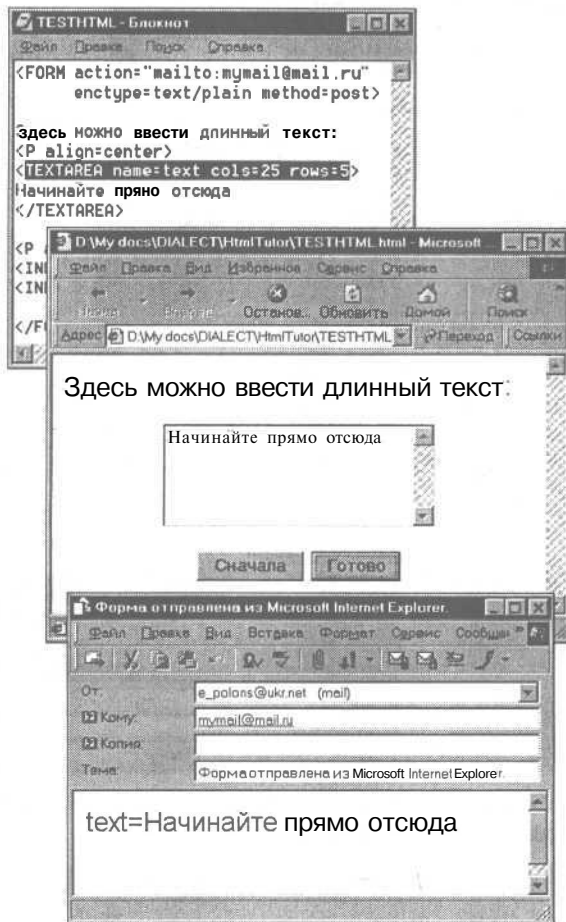 TESTHTML - Блокнот
Файл Правка Поиск Справка
<FORM action="mailto:mymail@mail.ru"
enctype=text/plain method=post>
Здесь можно ввести длинный текст:
<P align=center>
<TEXTAREA name=text cols=25 rows=5>
Начинайте пряно отсюда
</TEXTAREA>
<P
<IN
<IN
</F
D:\My docs\DIALECT\HtmlTutor\TESTHTML.html - Microsoft
Файл Правка Вид Избранное Сервис Справка
Назад Вперед Останов... Обновить Домой Поиск
Адрес D:\My docs\DIALECT\HtmlTutor\TESTHTML Переход Ссылки
Здесь можно ввести длинный текст:
Начинайте прямо отсюда
Сначала Готово
Форма отправлена из Microsoft Internet Explorer.
Файл Правка Вид Вставка Формат Сервис Сообщен
От: e_polons@ukr.net (mail)
Кому: mymail@mail.ru
Копия:
Тема: Форма отправлена из Microsoft Internet Explorer.
text=Начинайте прямо отсюда